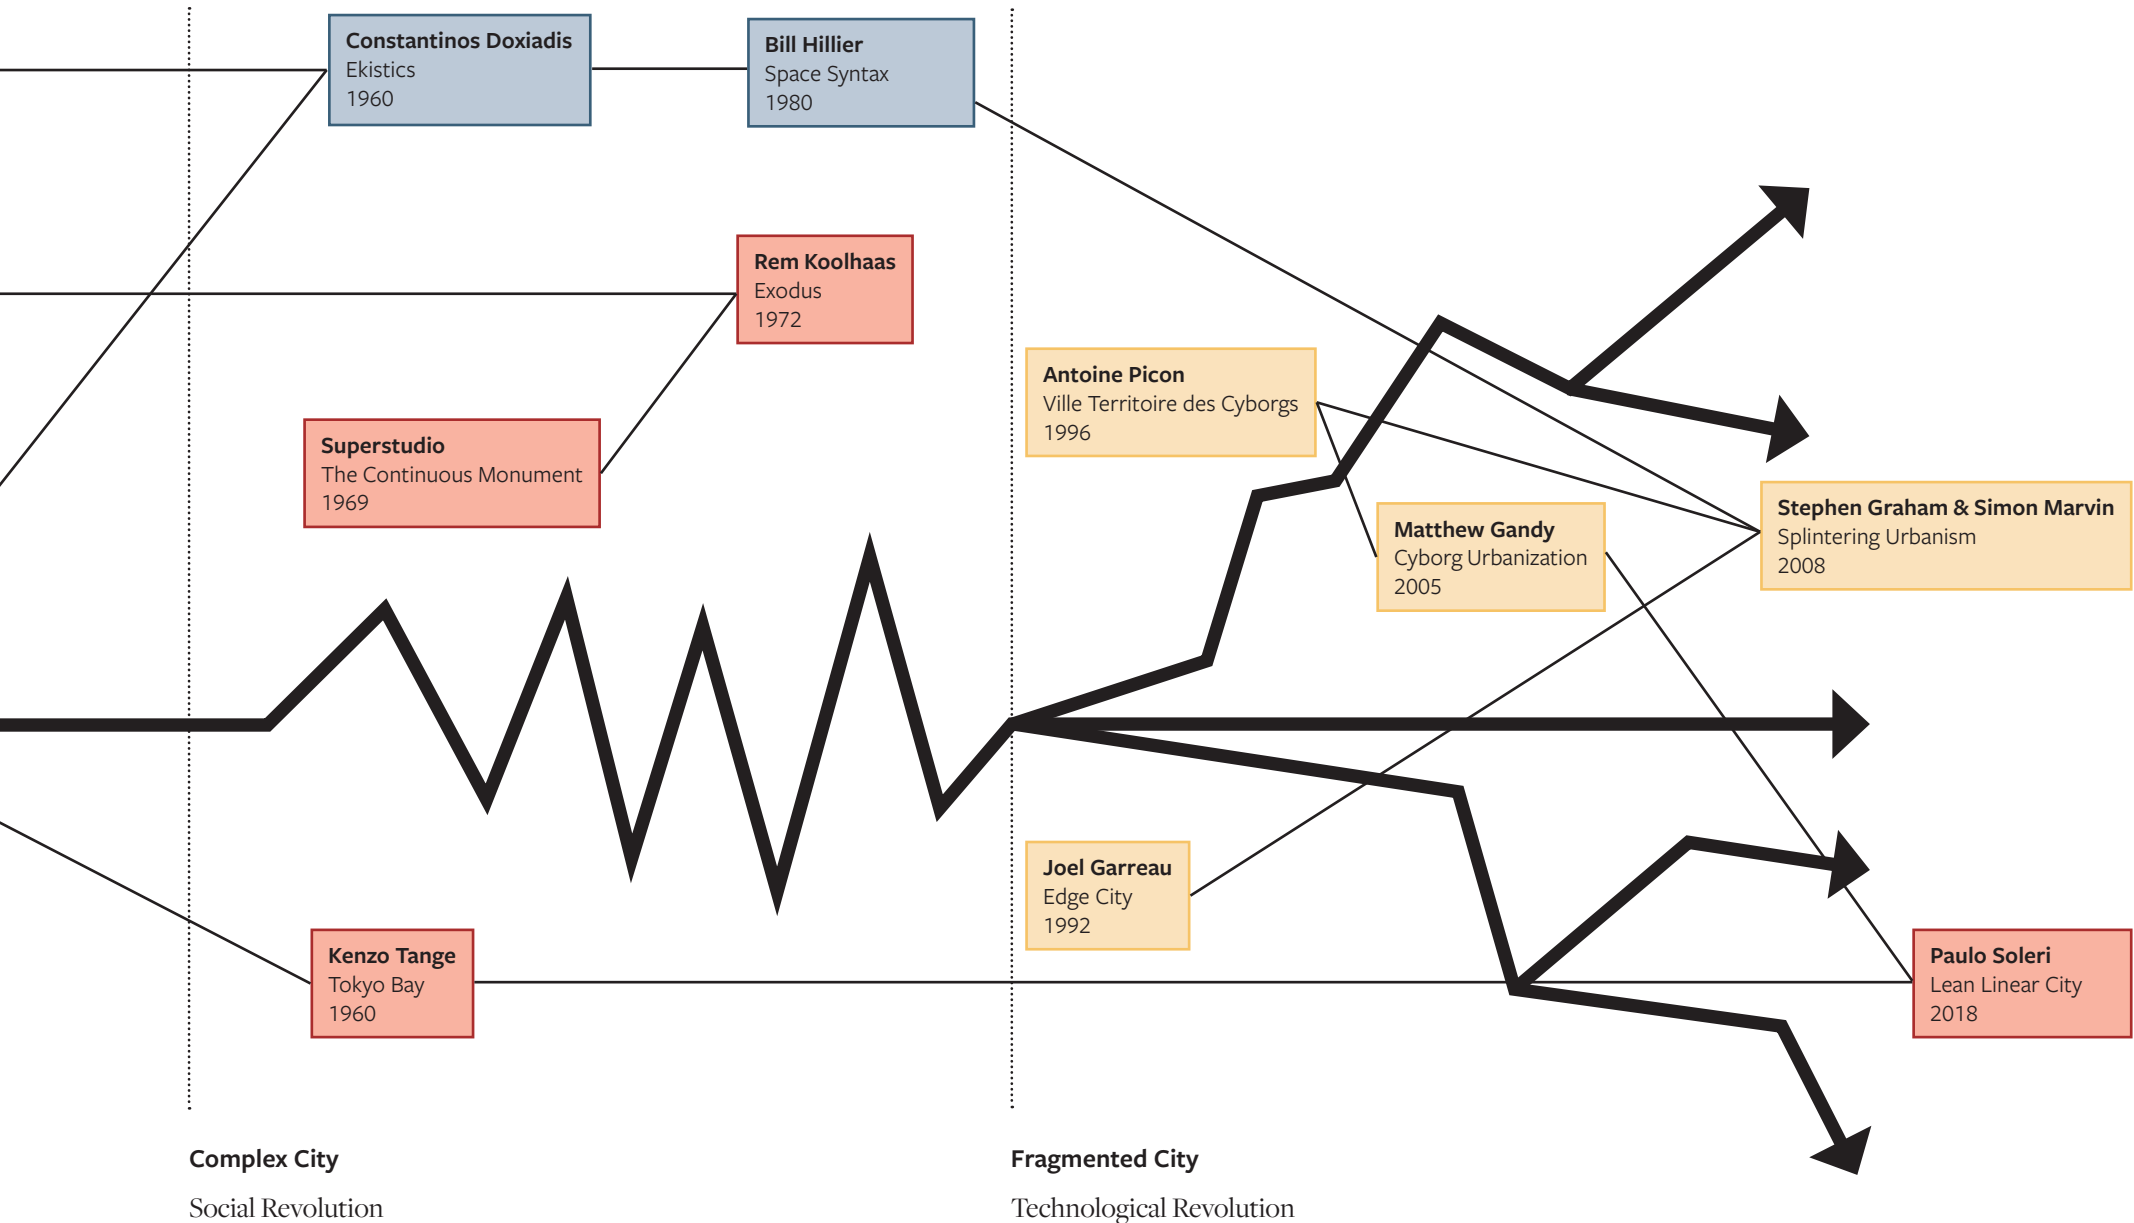 Constantinos Doxiadis
Ekistics
1960
Bill Hillier
Space Syntax
1980
Rem Koolhaas
Exodus
1972
Superstudio
The Continuous Monument
1969
Antoine Picon
Ville Territoire des Cyborgs
1996
Matthew Gandy
Cyborg Urbanization
2005
Stephen Graham & Simon Marvin
Splintering Urbanism
2008
Joel Garreau
Edge City
1992
Kenzo Tange
Tokyo Bay
1960
Paulo Soleri
Lean Linear City
2018
Complex City
Social Revolution
Fragmented City
Technological Revolution